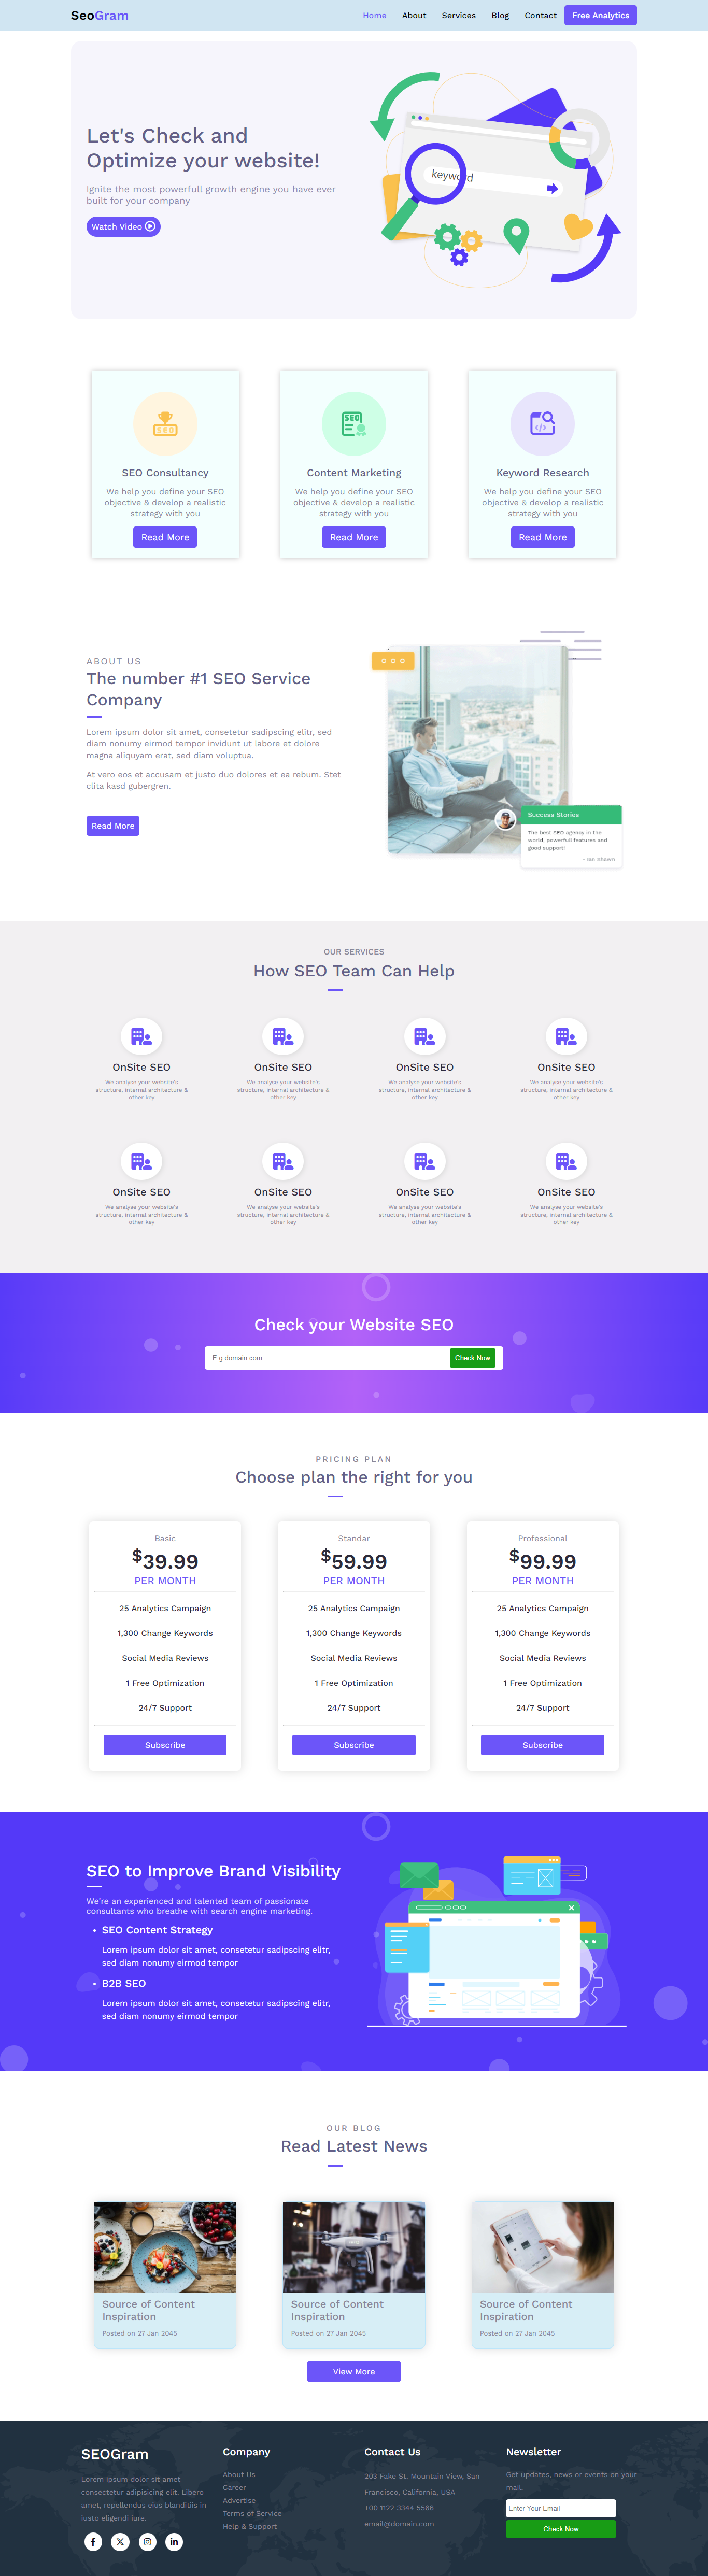 SeoGram
Home About Services Blog Contact Free Analytics
Let's Check and
Optimize your website!
Ignite the most powerfull growth engine you have ever
built for your company
Watch Video
keyword
SEO
SEO Consultancy
We help you define your SEO
objective & develop a realistic
strategy with you
Read More
SEO
Content Marketing
We help you define your SEO
objective & develop a realistic
strategy with you
Read More
</>
Keyword Research
We help you define your SEO
objective & develop a realistic
strategy with you
Read More
ABOUT US
The number #1 SEO Service
Company
Lorem ipsum dolor sit amet, consetetur sadipscing elitr, sed
diam nonumy eirmod tempor invidunt ut labore et dolore
magna aliquyam erat, sed diam voluptua.
At vero eos et accusam et justo duo dolores et ea rebum. Stet
clita kasd gubergren.
Read More
Success Stories
The best SEO agency in the
world, powerfull features and
good support!
- Ian Shawn
OUR SERVICES
How SEO Team Can Help
OnSite SEO
We analyse your website's
structure, internal architecture &
other key
OnSite SEO
We analyse your website's
structure, internal architecture &
other key
OnSite SEO
We analyse your website's
structure, internal architecture &
other key
OnSite SEO
We analyse your website's
structure, internal architecture &
other key
OnSite SEO
We analyse your website's
structure, internal architecture &
other key
OnSite SEO
We analyse your website's
structure, internal architecture &
other key
OnSite SEO
We analyse your website's
structure, internal architecture &
other key
OnSite SEO
We analyse your website's
structure, internal architecture &
other key
Check your Website SEO
E.g domain.com
Check Now
PRICING PLAN
Choose plan the right for you
Basic
$39.99
PER MONTH
25 Analytics Campaign
1,300 Change Keywords
Social Media Reviews
1 Free Optimization
24/7 Support
Subscribe
Standar
$59.99
PER MONTH
25 Analytics Campaign
1,300 Change Keywords
Social Media Reviews
1 Free Optimization
24/7 Support
Subscribe
Professional
$99.99
PER MONTH
25 Analytics Campaign
1,300 Change Keywords
Social Media Reviews
1 Free Optimization
24/7 Support
Subscribe
SEO to Improve Brand Visibility
We're an experienced and talented team of passionate
consultants who breathe with search engine marketing.
• SEO Content Strategy
Lorem ipsum dolor sit amet, consetetur sadipscing elitr,
sed diam nonumy eirmod tempor
• B2B SEO
Lorem ipsum dolor sit amet, consetetur sadipscing elitr,
sed diam nonumy eirmod tempor
OUR BLOG
Read Latest News
Source of Content
Inspiration
Posted on 27 Jan 2045
Source of Content
Inspiration
Posted on 27 Jan 2045
Source of Content
Inspiration
Posted on 27 Jan 2045
View More
SEOGram
Lorem ipsum dolor sit amet
consectetur adipisicing elit. Libero
amet, repellendus eius blanditiis in
iusto eligendi iure.
Company
About Us
Career
Advertise
Terms of Service
Help & Support
Contact Us
203 Fake St. Mountain View, San
Francisco, California, USA
+00 1122 3344 5566
email@domain.com
Newsletter
Get updates, news or events on your
mail.
Enter Your Email
Check Now